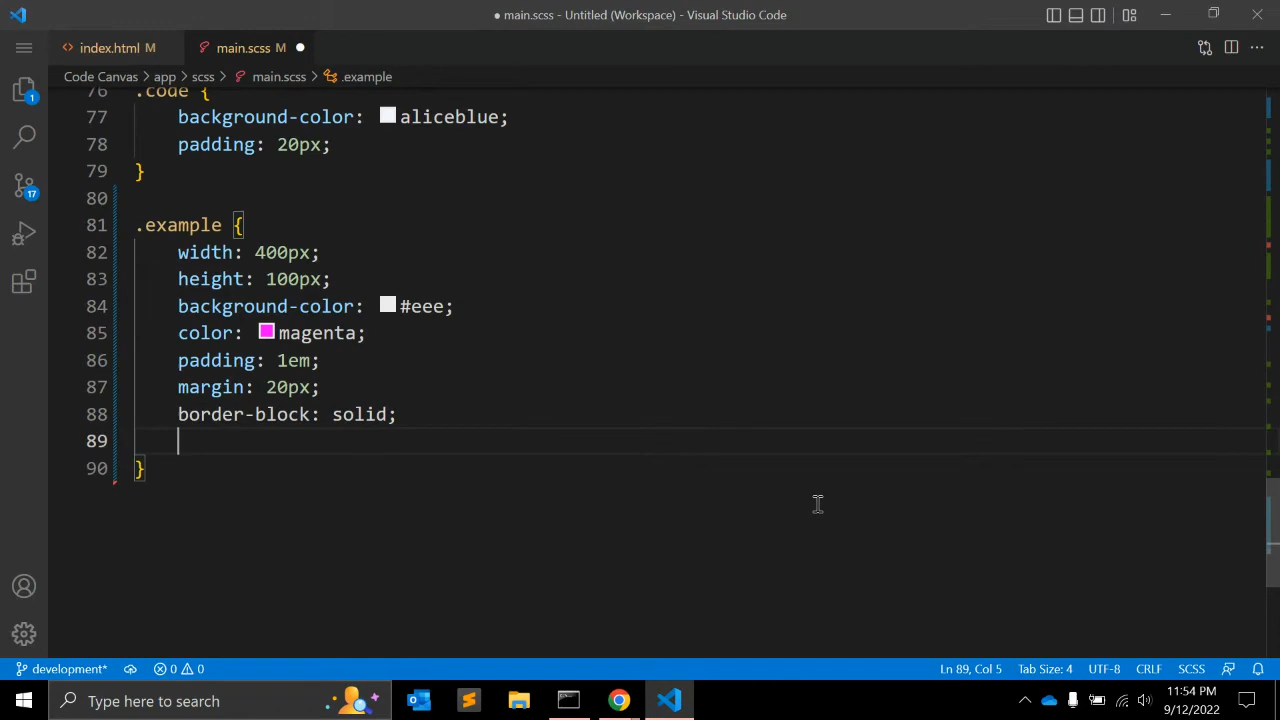 main.scss - Untitled (Workspace) - Visual Studio Code
index.html M
main.scss M
Code Canvas > app > scss > main.scss > .example
76 .code {
77 background-color: aliceblue;
78 padding: 20px;
79 }
80
81 .example {
82 width: 400px;
83 height: 100px;
84 background-color: #eee;
85 color: magenta;
86 padding: 1em;
87 margin: 20px;
88 border-block: solid;
89
90 }
1
17
development* 0 0 Ln 89, Col 5 Tab Size: 4 UTF-8 CRLF SCSS
Type here to search
11:54 PM
9/12/2022